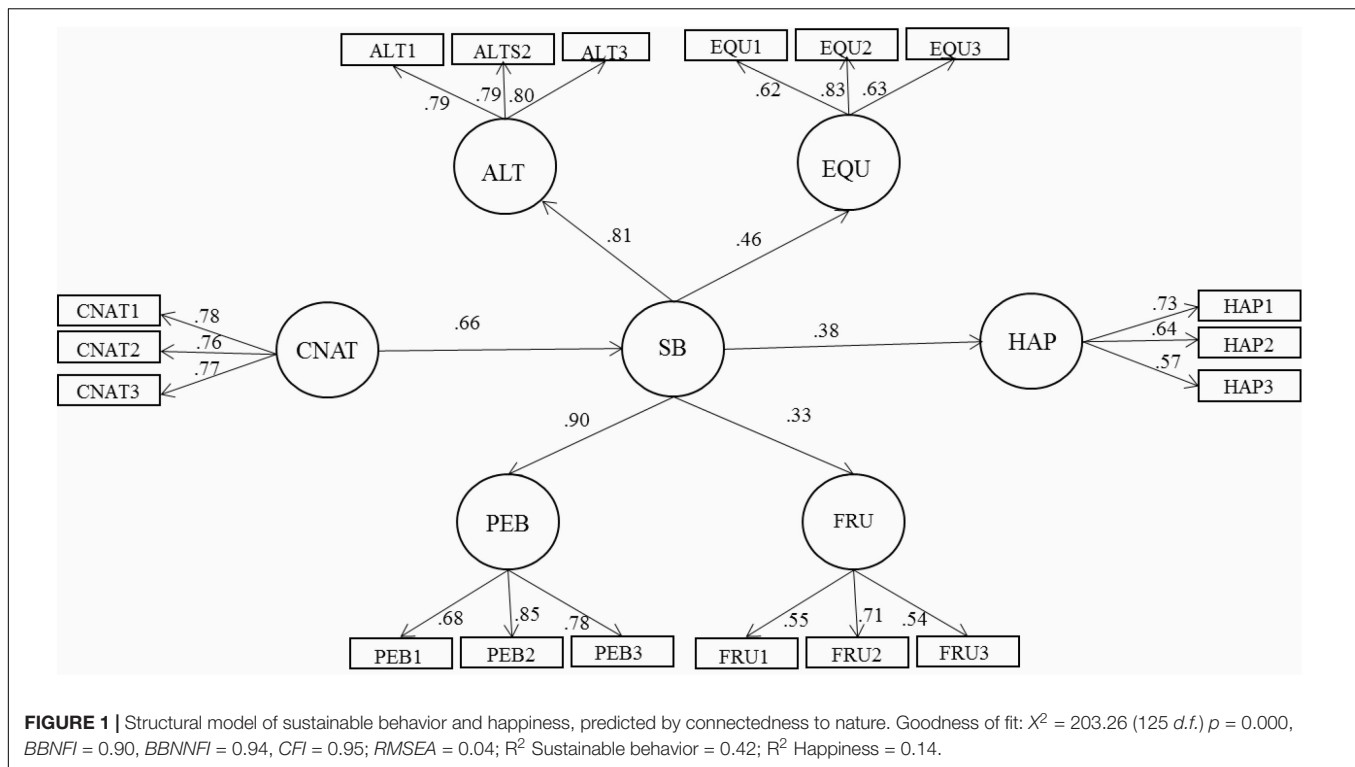 ALT1 ALTS2 ALT3 EQU1 EQU2 EQU3
.79 .79 .80 .62 .83 .63
ALT EQU
.81 .46
CNAT1 HAP1
CNAT2 HAP2
CNAT3 HAP3
.78 .73
.76 .64
.77 .57
CNAT .66 SB .38 HAP
.90 .33
PEB FRU
.68 .85 .78 .55 .71 .54
PEB1 PEB2 PEB3 FRU1 FRU2 FRU3
FIGURE 1 | Structural model of sustainable behavior and happiness, predicted by connectedness to nature. Goodness of fit: X² = 203.26 (125 d.f.) p = 0.000,
BBNFI = 0.90, BBNNFI = 0.94, CFI = 0.95; RMSEA = 0.04; R² Sustainable behavior = 0.42; R² Happiness = 0.14.